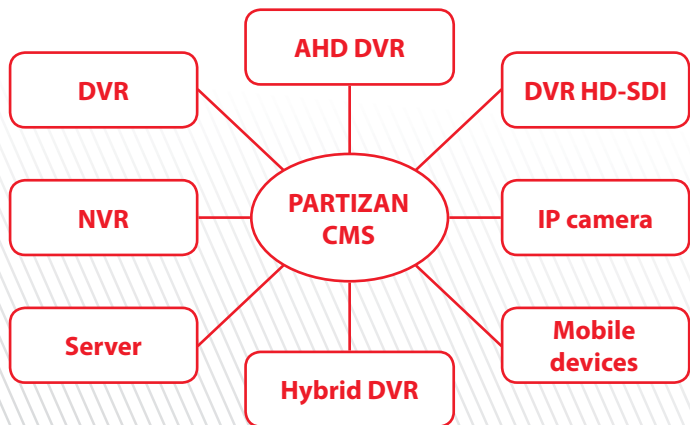 AHD DVR
DVR
DVR HD-SDI
NVR
PARTIZAN
CMS
IP camera
Server
Mobile
devices
Hybrid DVR